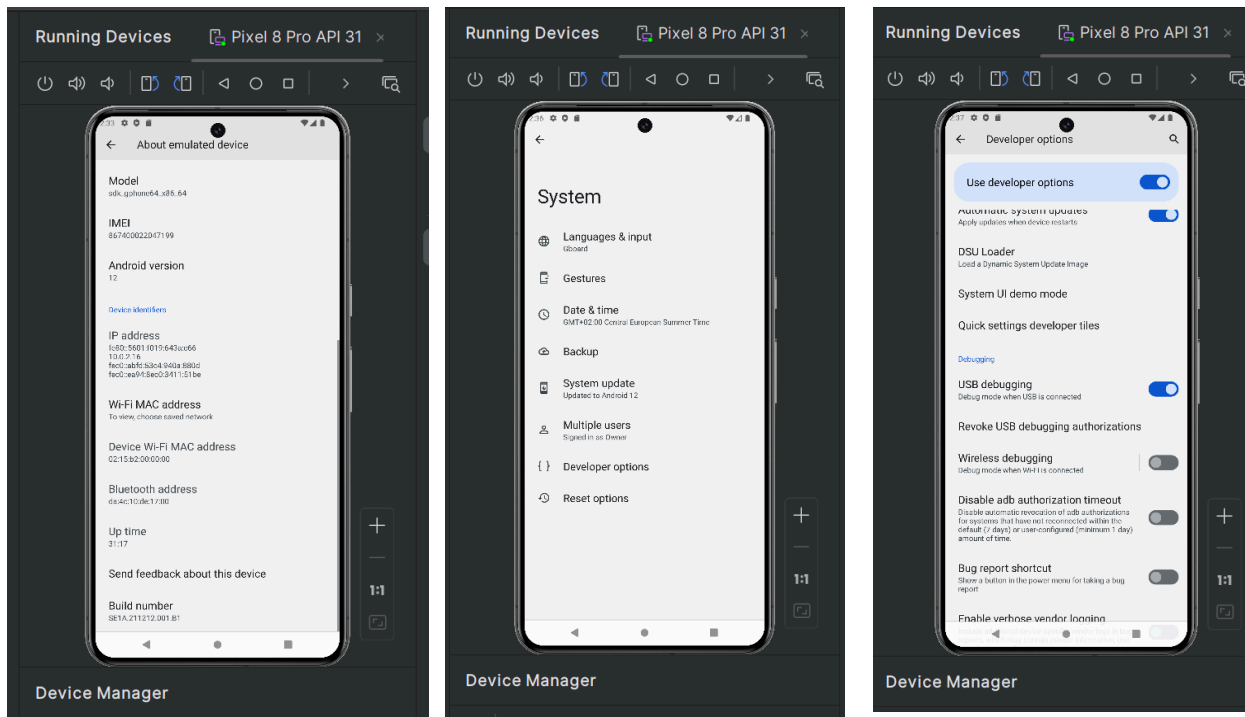 Running Devices
Pixel 8 Pro API 31
About emulated device
Model
sdk_gphone64_x86_64
IMEI
867400022047199
Android version
12
Device identifiers
IP address
10.0.2.16
Wi-Fi MAC address
To view, choose saved network
Device Wi-Fi MAC address
02:15:b2:00:00:00
Bluetooth address
Up time
31:17
Send feedback about this device
Build number
SE1A.211212.001.B1
1:1
Device Manager
Running Devices
Pixel 8 Pro API 31
2:36
System
Languages & input
Gboard
Gestures
Date & time
GMT+02:00 Central European Summer Time
Backup
System update
Updated to Android 12
Multiple users
Signed in as Owner
Developer options
Reset options
1:1
Device Manager
Running Devices
Pixel 8 Pro API 31
Developer options
Use developer options
Automatic system updates
Apply updates when device restarts
DSU Loader
Load a Dynamic System Update Image
System UI demo mode
Quick settings developer tiles
Debugging
USB debugging
Debug mode when USB is connected
Revoke USB debugging authorizations
Wireless debugging
Debug mode when Wi-Fi is connected
Disable adb authorization timeout
Disable automatic revocation of adb authorizations
for systems that have not reconnected within the
default (7 days) or user-configured (minimum 1 day)
amount of time.
Bug report shortcut
Show a button in the power menu for taking a bug
report
Enable verbose vendor logging
1:1
Device Manager